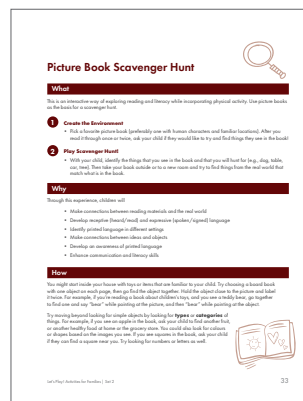 Picture Book Scavenger Hunt
What
This is an interactive way of exploring reading and literacy while incorporating physical activity. Use picture books
as the basis for a scavenger hunt.
1 Create the Environment
• Pick a favorite picture book (preferably one with human characters and familiar locations). After you
read it through once or twice, ask your child if they would like to try and find things they see in the book!
2 Play Scavenger Hunt!
• With your child, identify the things that you see in the book and that you will hunt for (e.g., dog, table,
car, tree). Then take your book outside or to a new room and try to find things from the real world that
match what is in the book.
Why
Through this experience, children will
• Make connections between reading materials and the real world
• Develop receptive (heard/read) and expressive (spoken/signed) language
• Identify printed language in different settings
• Make connections between ideas and objects
• Develop an awareness of printed language
• Enhance communication and literacy skills
How
You might start inside your house with toys or items that are familiar to your child. Try choosing a board book
with one object on each page, then go find the object together. Hold the object close to the picture and label
it twice. For example, if you're reading a book about children's toys, and you see a teddy bear, go together
to find one and say "bear" while pointing at the picture, and then "bear" while pointing at the object.
Try moving beyond looking for simple objects by looking for types or categories of
things. For example, if you see an apple in the book, ask your child to find another fruit,
or another healthy food at home or the grocery store. You could also look for colours
or shapes based on the images you see. If you see squares in the book, ask your child
if they can find a square near you. Try looking for numbers or letters as well.
Let's Play! Activities for Families | Set 2
33